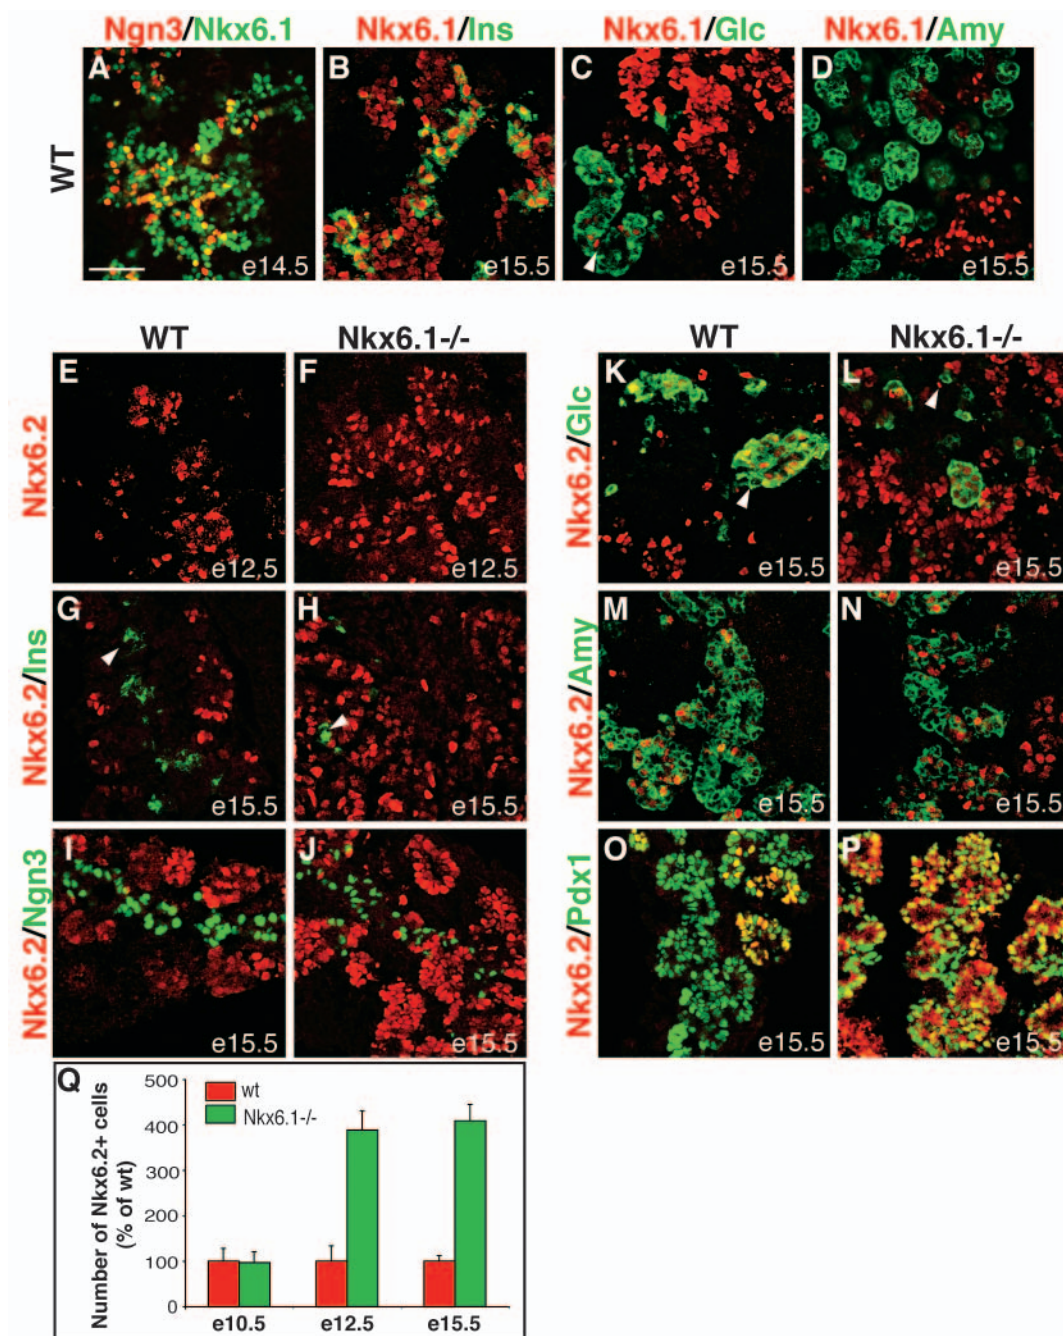 Ngn3/Nkx6.1
Nkx6.1/Ins
Nkx6.1/Glc
Nkx6.1/Amy
WT
A
e14.5
B
e15.5
C
e15.5
D
e15.5
WT
Nkx6.1-/-
Nkx6.2
E
e12.5
F
e12.5
Nkx6.2/Ins
G
e15.5
H
e15.5
Nkx6.2/Ngn3
I
e15.5
J
e15.5
WT
Nkx6.1-/-
Nkx6.2/Glc
K
e15.5
L
e15.5
Nkx6.2/Amy
M
e15.5
N
e15.5
Nkx6.2/Pdx1
O
e15.5
P
e15.5
Q
Number of Nkx6.2+ cells
(% of wt)
500
400
300
200
100
0
wt
Nkx6.1-/-
e10.5
e12.5
e15.5